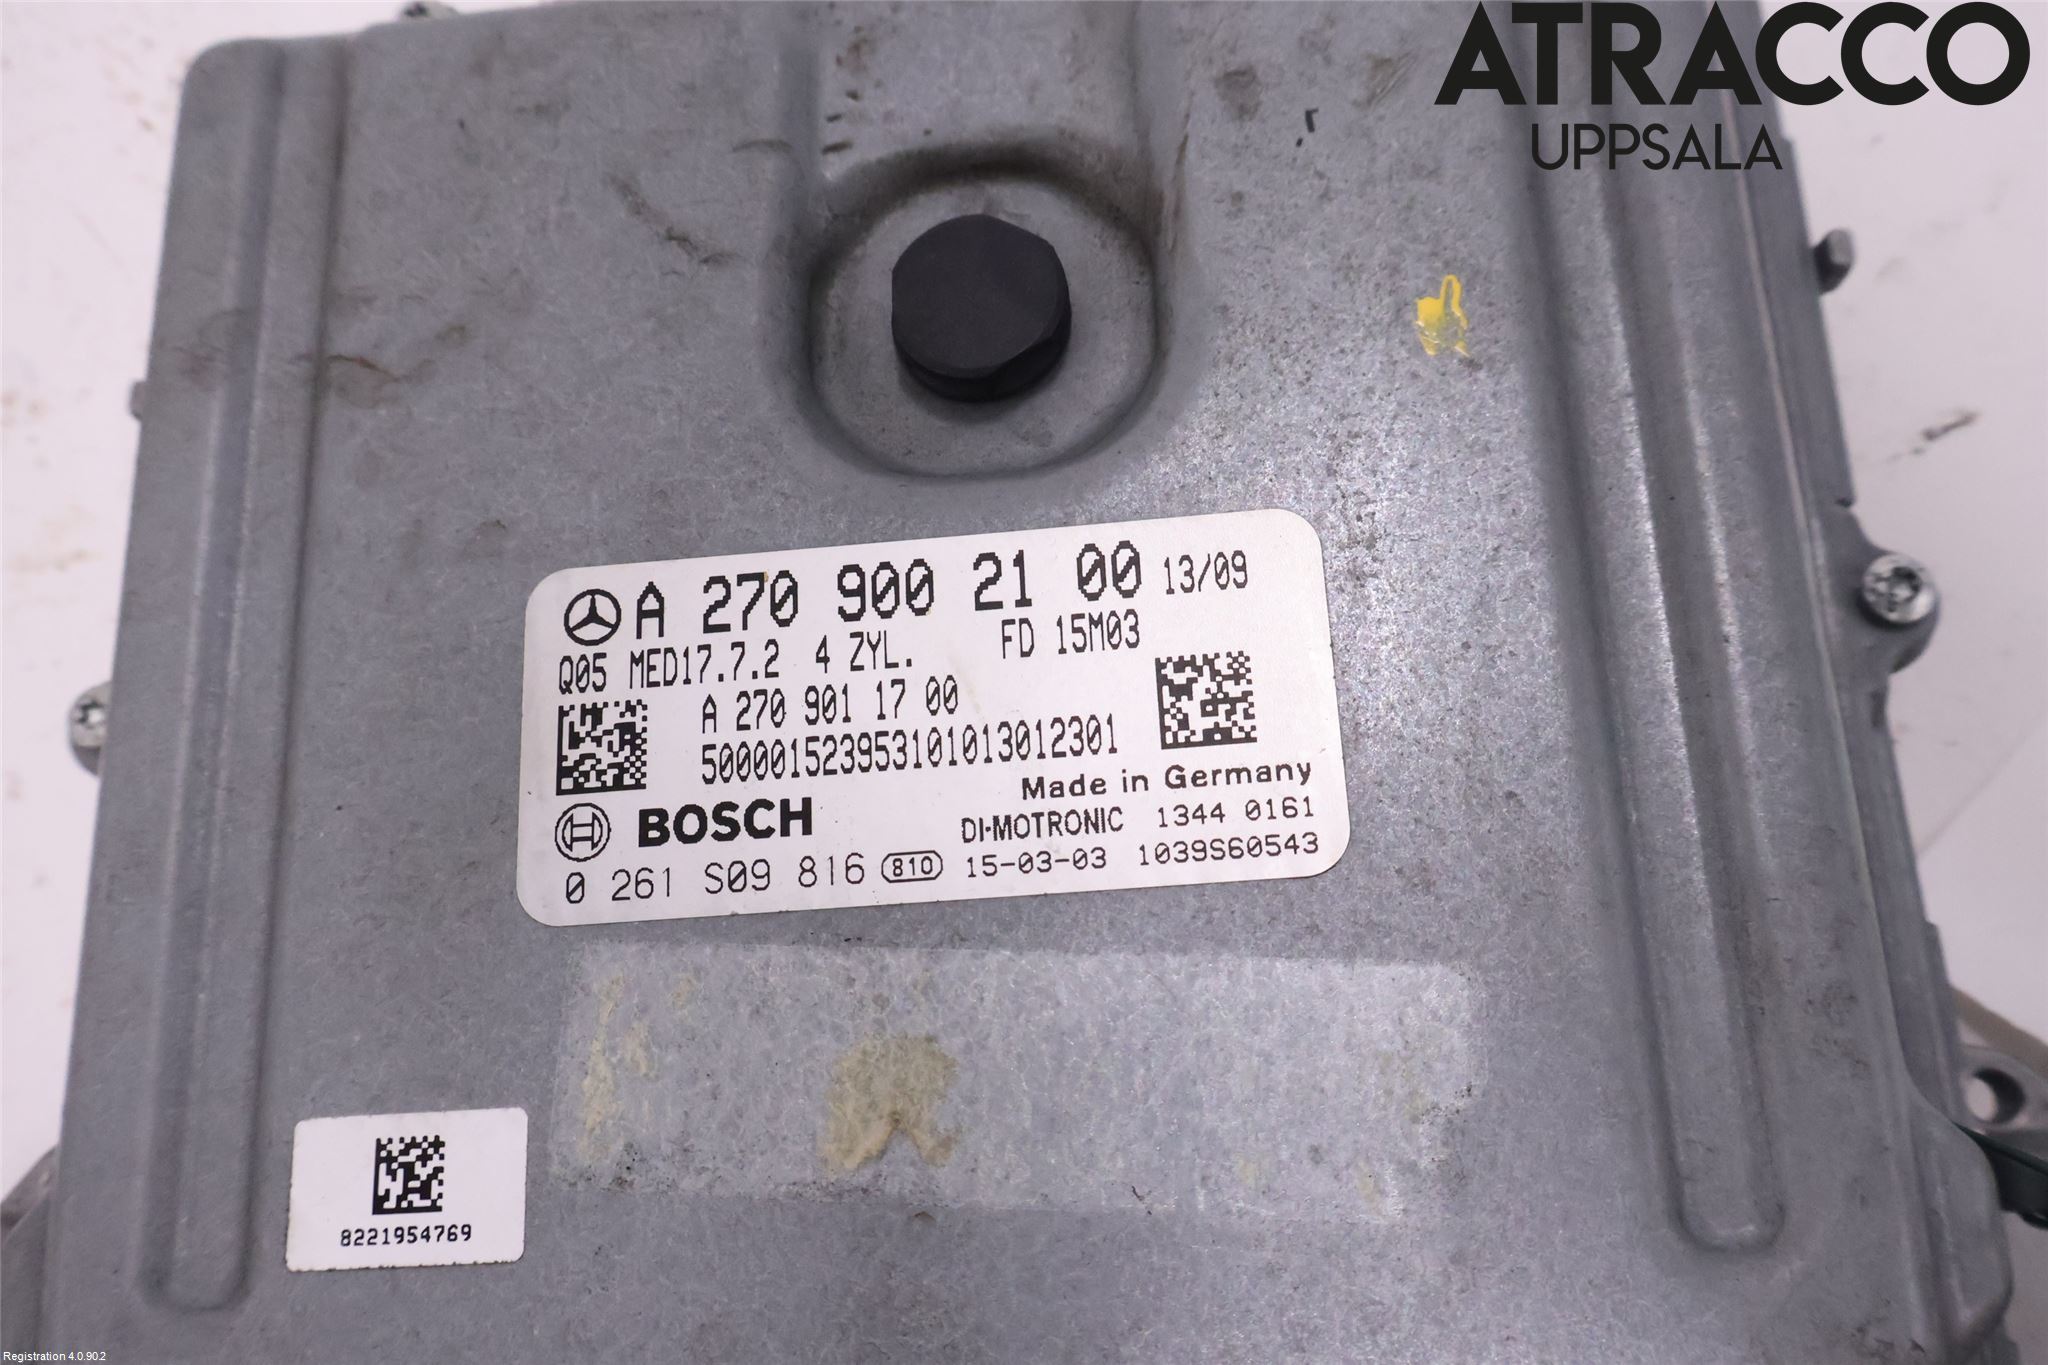 ATRACCO
UPPSALA
A 270 900 21 00 13/09
Q05 MED17.7.2 4 ZYL. FD 15M03
A 270 901 17 00
500001523953101013012301
BOSCH
Made in Germany
DI-MOTRONIC 1344 0161
0 261 S09 816 810 15-03-03 1039S60543
8221954769
Registration 4.0.90.2